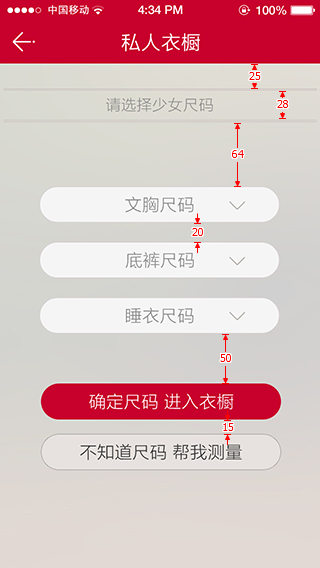 中国移动 4:34 PM 100%
私人衣橱
25
请选择少女尺码
28
64
文胸尺码
20
底裤尺码
睡衣尺码
50
确定尺码 进入衣橱
15
不知道尺码 帮我测量